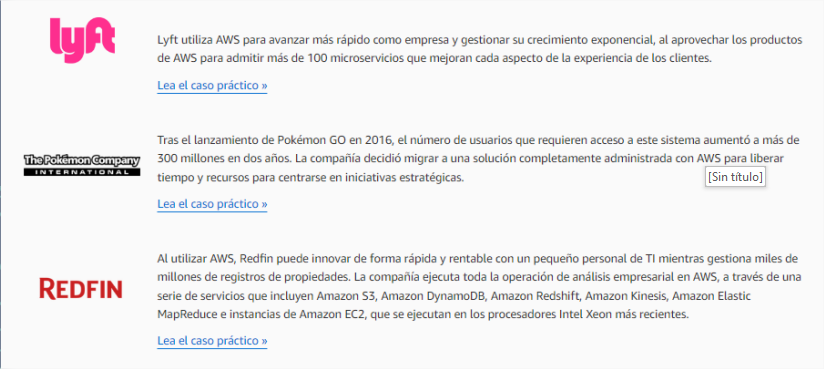 lyft
Lyft utiliza AWS para avanzar más rápido como empresa y gestionar su crecimiento exponencial, al aprovechar los productos
de AWS para admitir más de 100 microservicios que mejoran cada aspecto de la experiencia de los clientes.
Lea el caso práctico »
The Pokémon Company
INTERNATIONAL
Tras el lanzamiento de Pokémon GO en 2016, el número de usuarios que requieren acceso a este sistema aumentó a más de
300 millones en dos años. La compañía decidió migrar a una solución completamente administrada con AWS para liberar
tiempo y recursos para centrarse en iniciativas estratégicas.
[Sin título]
Lea el caso práctico »
REDFIN
Al utilizar AWS, Redfin puede innovar de forma rápida y rentable con un pequeño personal de TI mientras gestiona miles de
millones de registros de propiedades. La compañía ejecuta toda la operación de análisis empresarial en AWS, a través de una
serie de servicios que incluyen Amazon S3, Amazon DynamoDB, Amazon Redshift, Amazon Kinesis, Amazon Elastic
MapReduce e instancias de Amazon EC2, que se ejecutan en los procesadores Intel Xeon más recientes.
Lea el caso práctico »